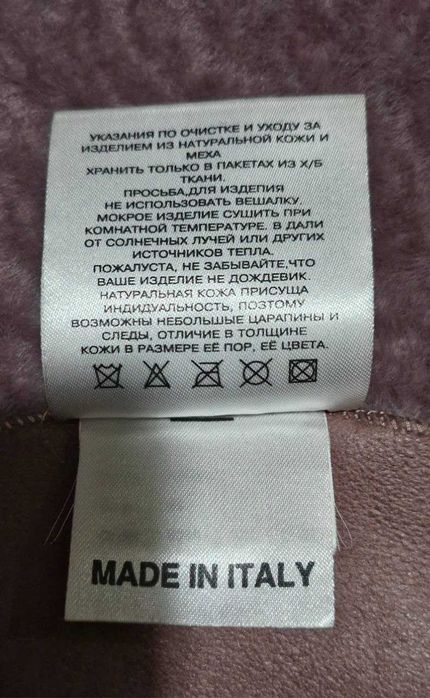 УКАЗАНИЯ ПО ОЧИСТКЕ И УХОДУ ЗА
ИЗДЕЛИЕМ ИЗ НАТУРАЛЬНОЙ КОЖИ И
МЕХА
ХРАНИТЬ ТОЛЬКО В ПАКЕТАХ ИЗ Х/Б
ТКАНИ.
ПРОСЬБА,ДЛЯ ИЗДЕПИЯ
НЕ ИСПОЛЬЗОВАТЬ ВЕШАЛКУ.
МОКРОЕ ИЗДЕЛИЕ СУШИТЬ ПРИ
КОМНАТНОЙ ТЕМПЕРАТУРЕ. В ДАЛИ
ОТ СОЛНЕЧНЫХ ЛУЧЕЙ ИЛИ ДРУГИХ
ИСТОЧНИКОВ ТЕПЛА.
ПОЖАЛУСТА, НЕ ЗАБЫВАЙТЕ,ЧТО
ВАШЕ ИЗДЕЛИЕ НЕ ДОЖДЕВИК.
НАТУРАЛЬНАЯ КОЖА ПРИСУЩА
ИНДИДУАЛЬНОСТЬ, ПОЗТОМУ
ВОЗМОЖНЫ НЕБОЛЬШЫЕ ЦАРАПИНЫ И
СЛЕДЫ, ОТЛИЧИЕ В ТОЛЩИНЕ
КОЖИ В РАЗМЕРЕ ЕЁ ПОР, ЕЁ ЦВЕТА.
MADE IN ITALY